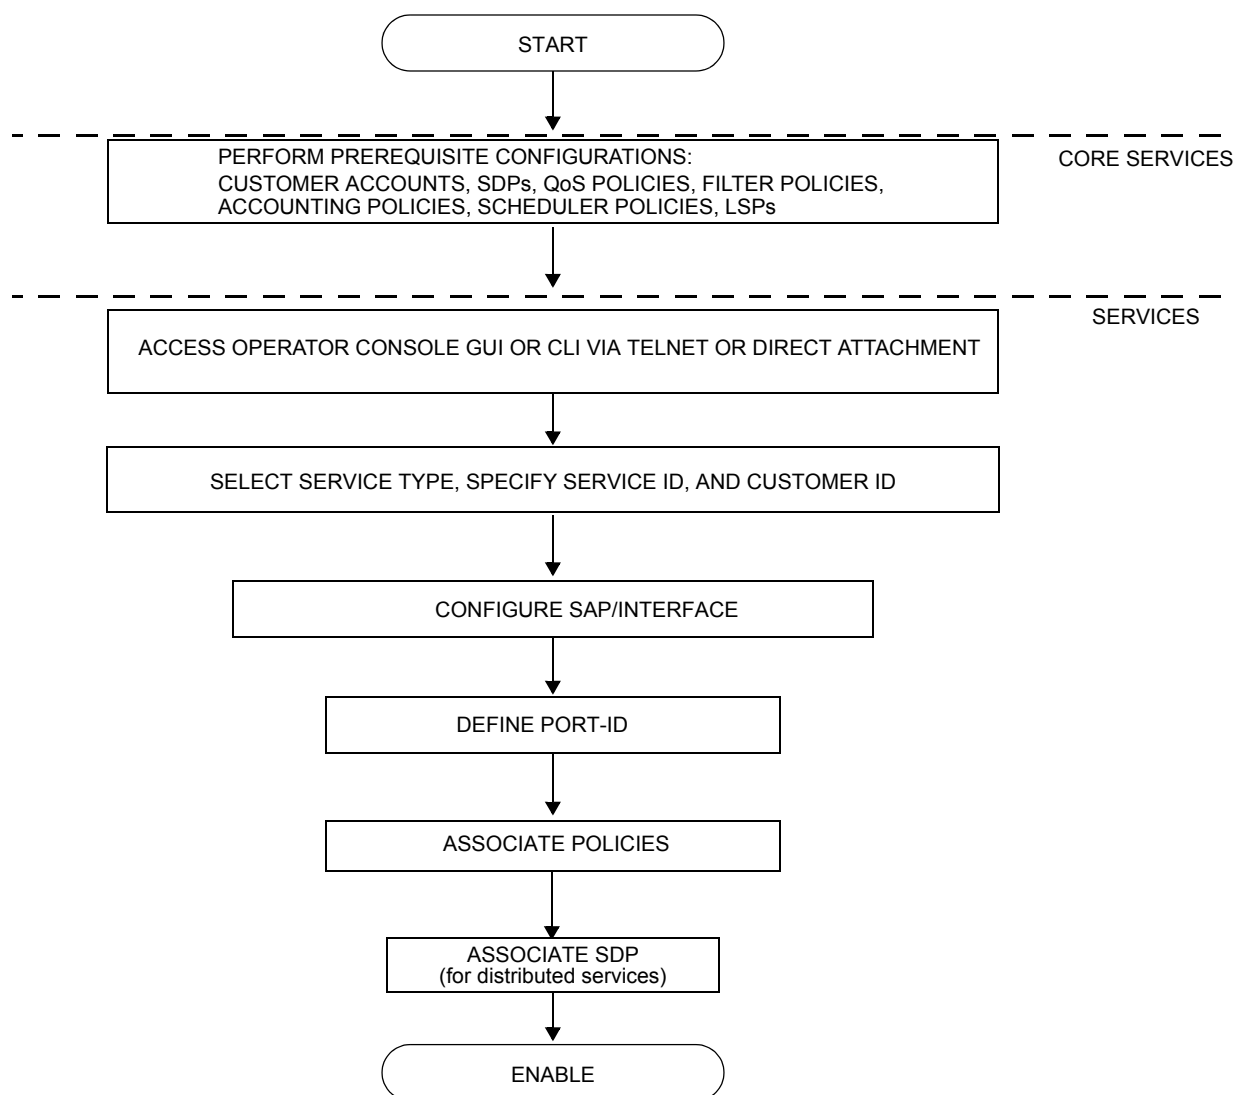 START
CORE SERVICES
PERFORM PREREQUISITE CONFIGURATIONS:
CUSTOMER ACCOUNTS, SDPs, QoS POLICIES, FILTER POLICIES,
ACCOUNTING POLICIES, SCHEDULER POLICIES, LSPs
SERVICES
ACCESS OPERATOR CONSOLE GUI OR CLI VIA TELNET OR DIRECT ATTACHMENT
SELECT SERVICE TYPE, SPECIFY SERVICE ID, AND CUSTOMER ID
CONFIGURE SAP/INTERFACE
DEFINE PORT-ID
ASSOCIATE POLICIES
ASSOCIATE SDP
(for distributed services)
ENABLE